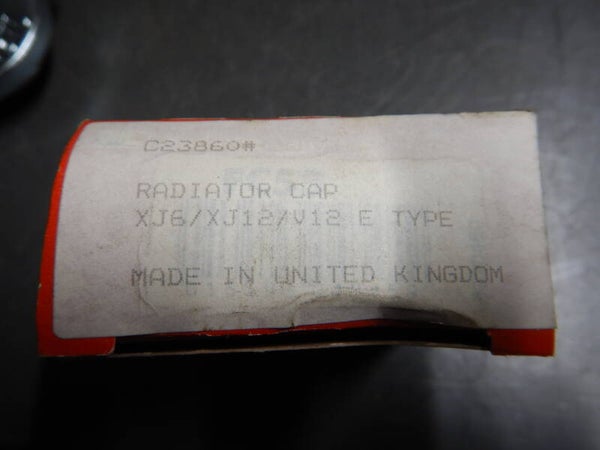 C23860#
RADIATOR CAP
XJ6/XJ12/V12 E TYPE
MADE IN UNITED KINGDOM